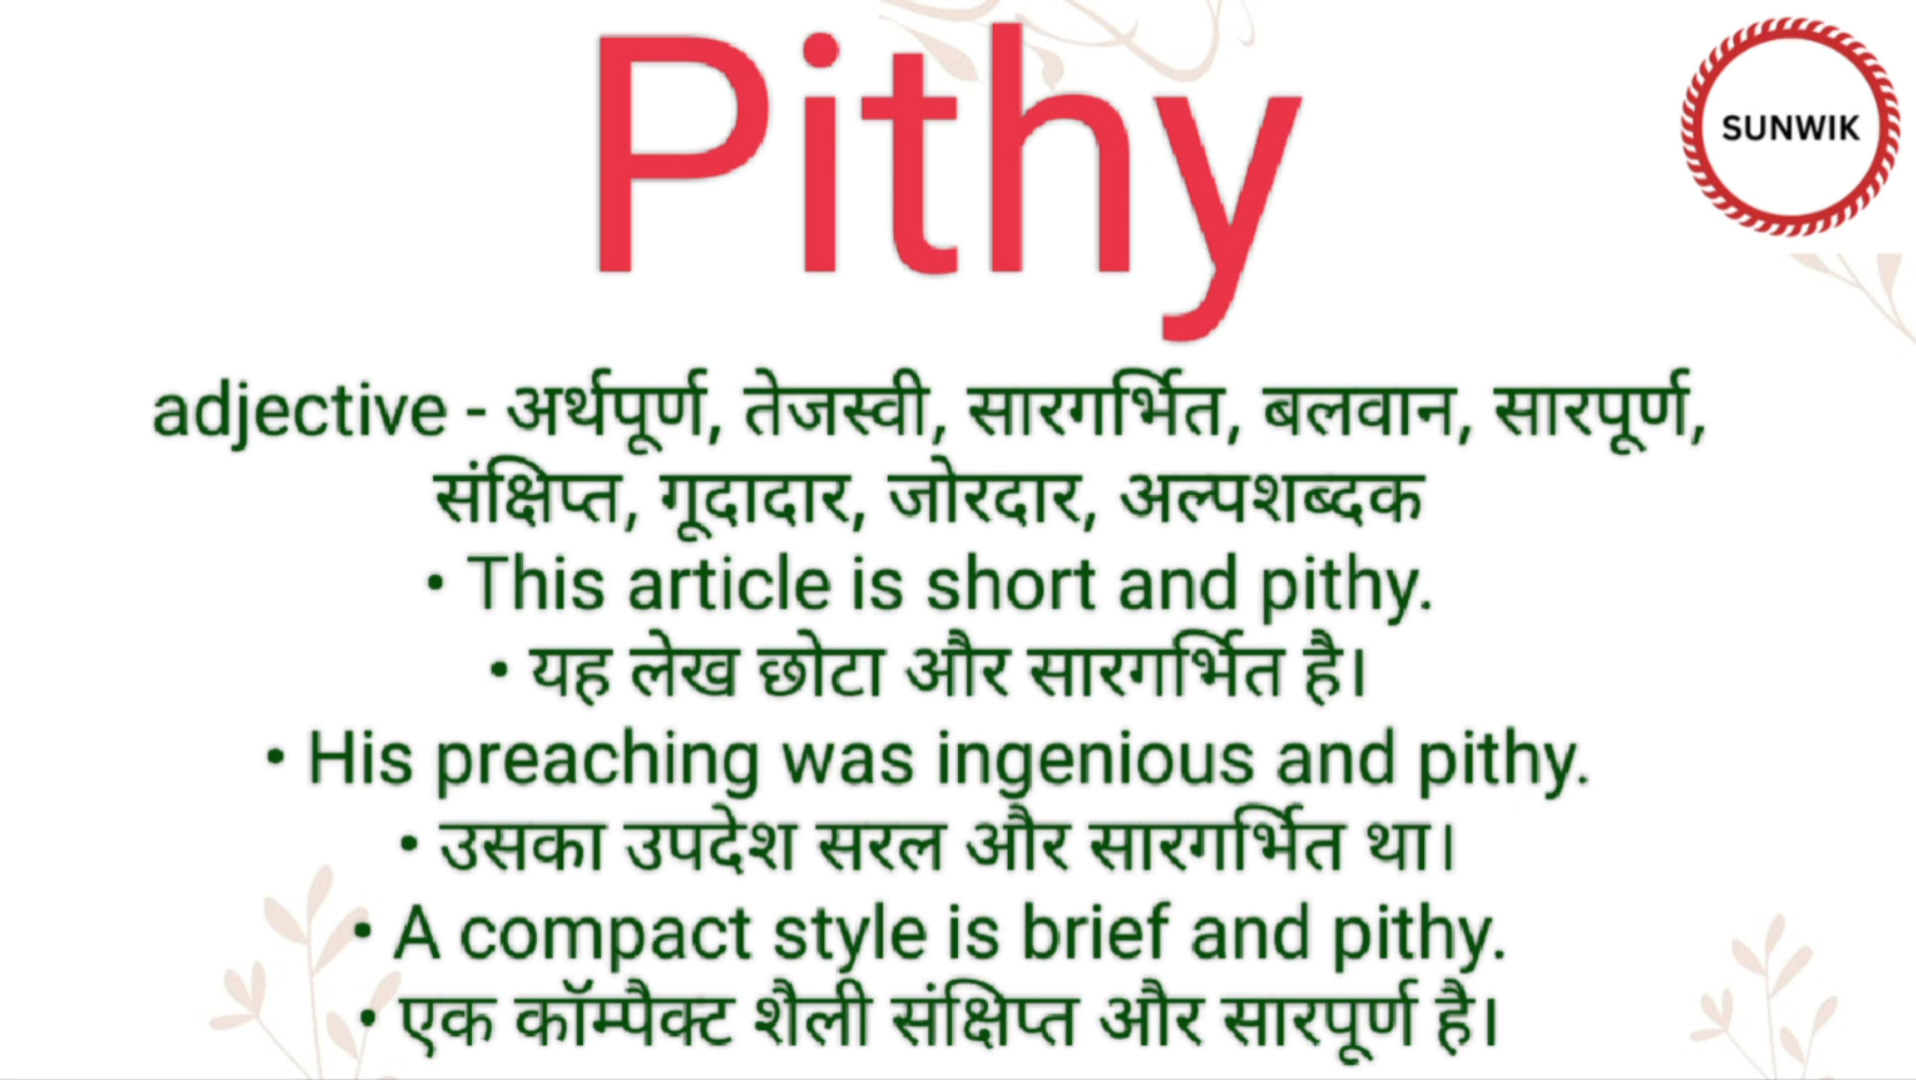 Pithy
SUNWIK
adjective - अर्थपूर्ण, तेजस्वी, सारगर्भित, बलवान, सारपूर्ण,
संक्षिप्त, गूदादार, जोरदार, अल्पशब्दक
• This article is short and pithy.
• यह लेख छोटा और सारगर्भित है।
• His preaching was ingenious and pithy.
• उसका उपदेश सरल और सारगर्भित था।
• A compact style is brief and pithy.
• एक कॉम्पैक्ट शैली संक्षिप्त और सारपूर्ण है।